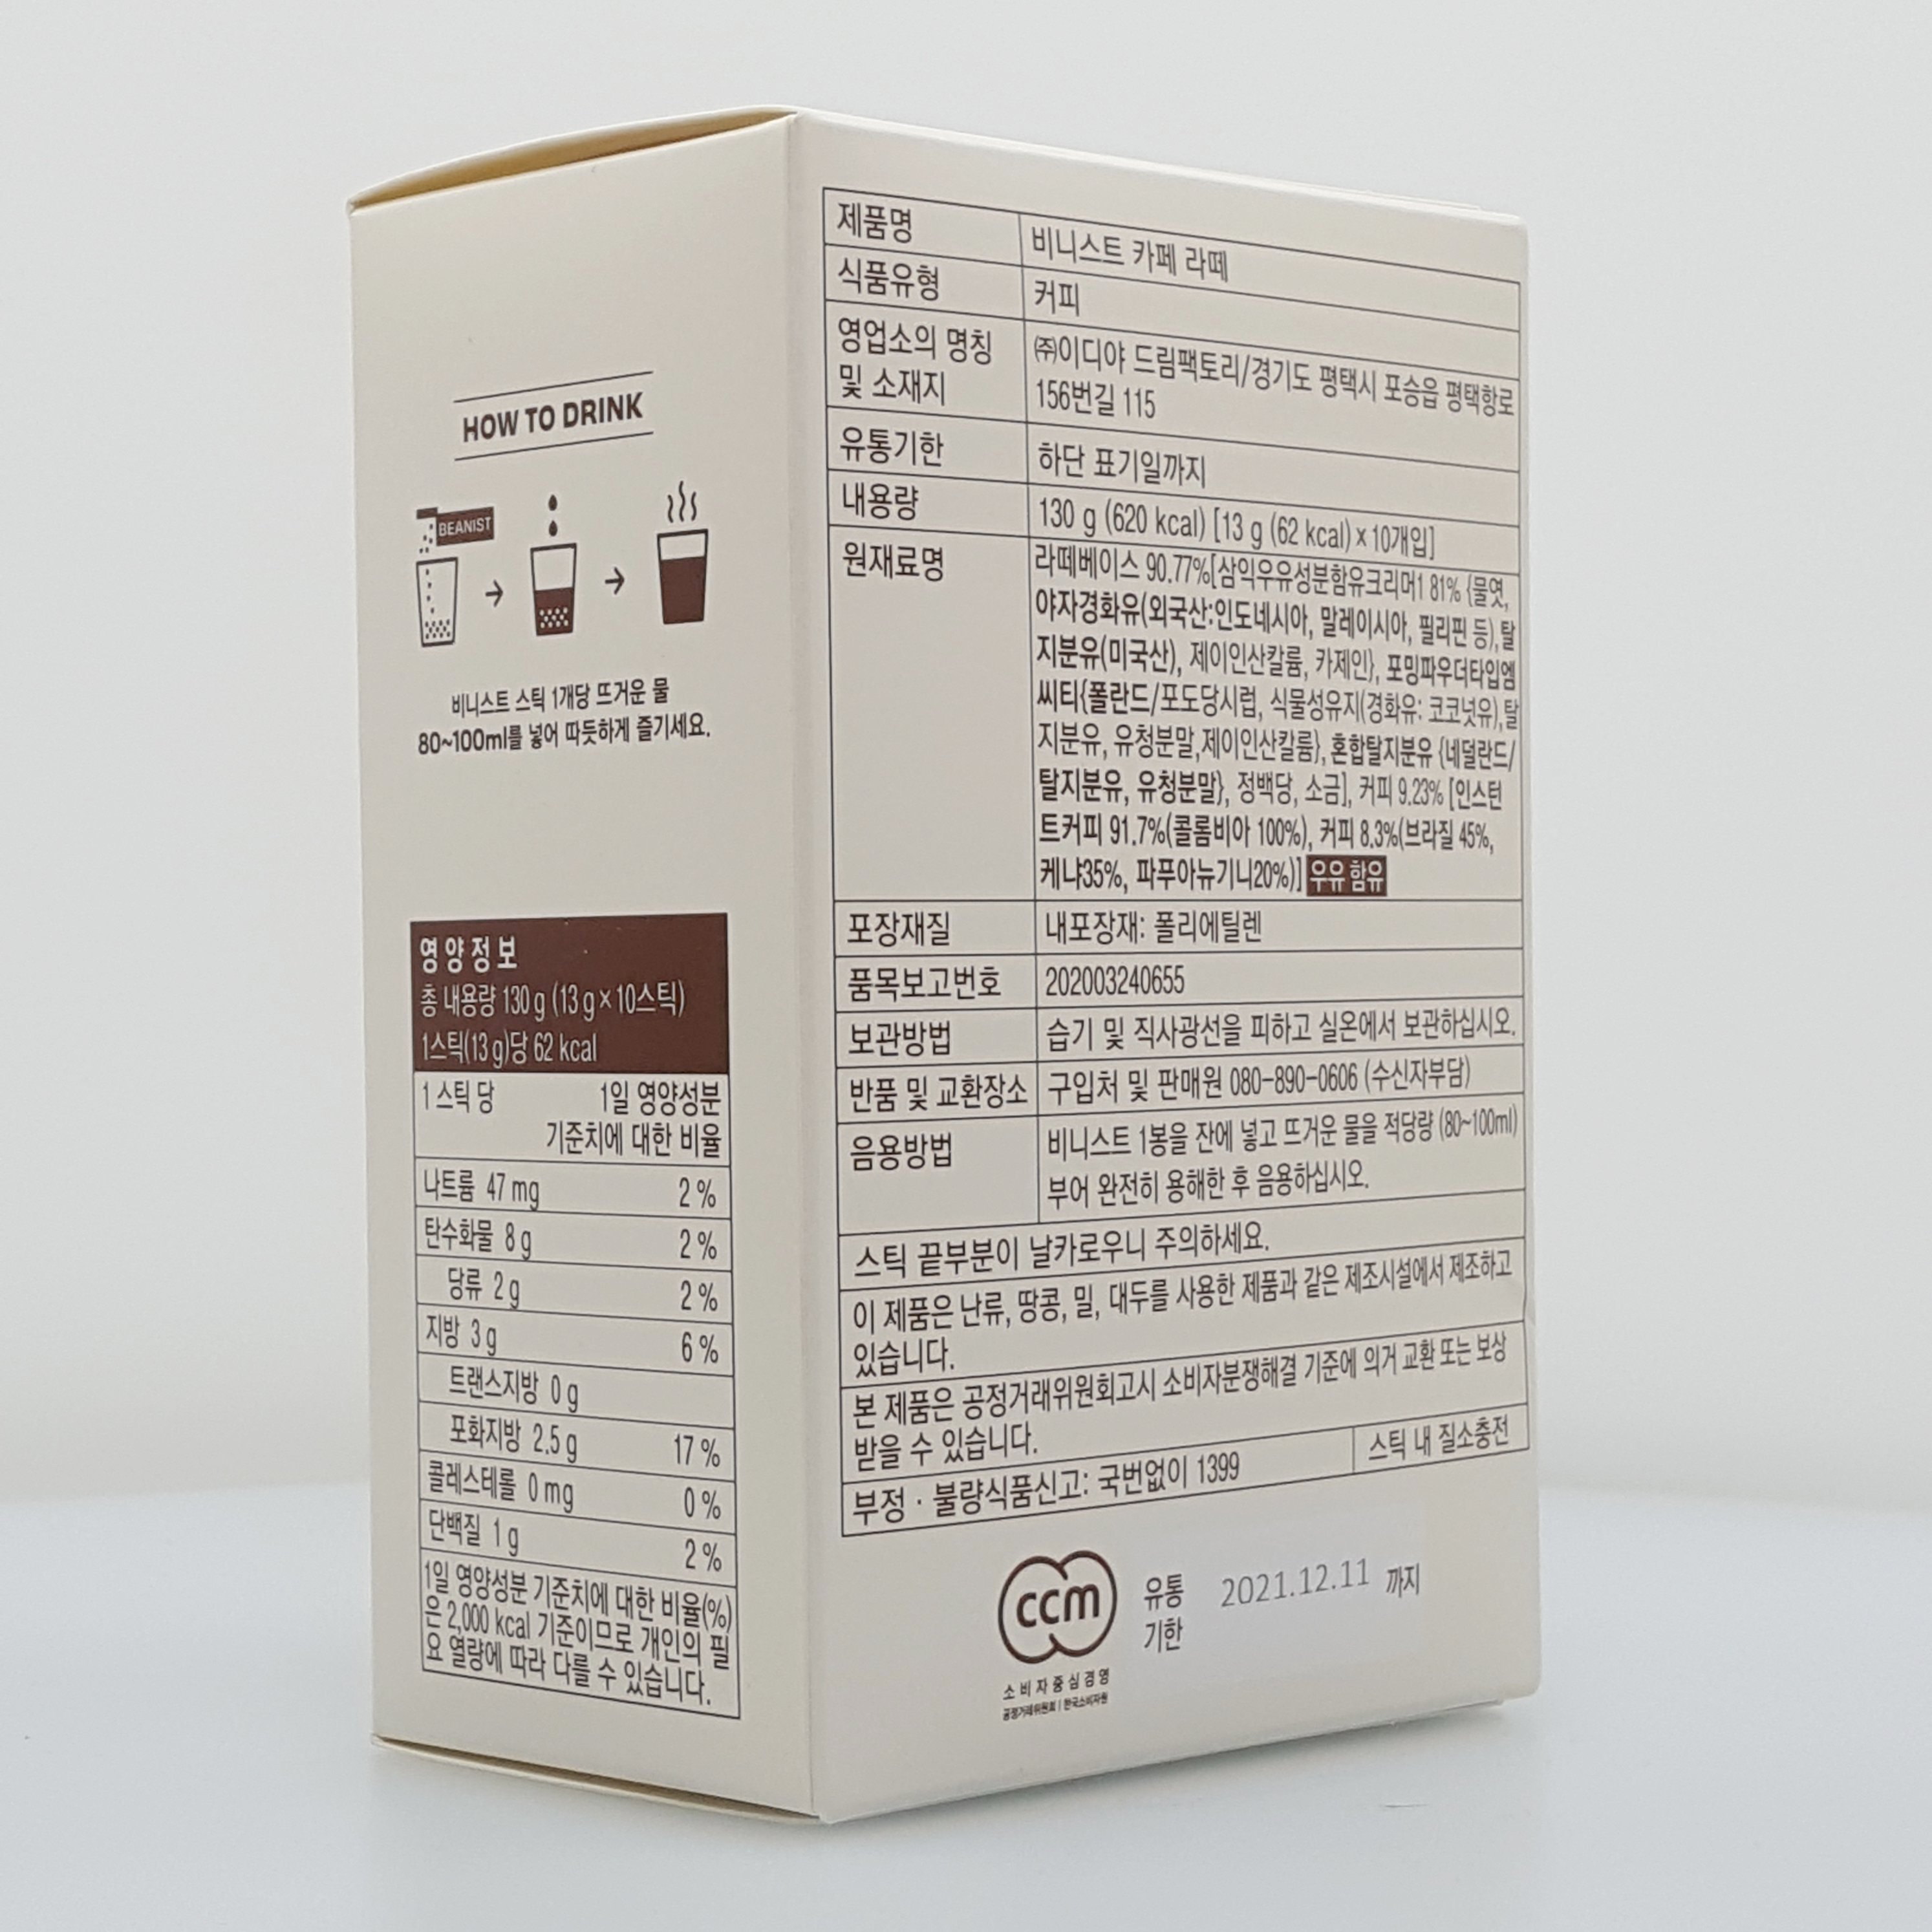 HOW TO DRINK
BEANIST
비니스트 스틱 1개당 뜨거운 물
80~100ml를 넣어 따듯하게 즐기세요.
영양정보
총 내용량 130 g (13 g × 10스틱)
1스틱(13 g)당 62 kcal
1 스틱 당 1일 영양성분
기준치에 대한 비율
나트륨 47 mg 2 %
탄수화물 8 g 2 %
당류 2 g 2 %
지방 3 g 6 %
트랜스지방 0 g
포화지방 2.5 g 17 %
콜레스테롤 0 mg 0 %
단백질 1 g 2 %
1일 영양성분 기준치에 대한 비율(%)
은 2,000 kcal 기준이므로 개인의 필
요 열량에 따라 다를 수 있습니다.
제품명 비니스트 카페 라떼
식품유형 커피
영업소의 명칭 ㈜이디야 드림팩토리/경기도 평택시 포승읍 평택항로
및 소재지 156번길 115
유통기한 하단 표기일까지
내용량 130 g (620 kcal) [13 g (62 kcal) × 10개입]
원재료명 라떼베이스 90.77%[삼익우유성분함유크리머1 81% {물엿,
야자경화유(외국산:인도네시아, 말레이시아, 필리핀 등), 탈
지분유(미국산), 제이인산칼륨, 카제인}, 포밍파우더타입엠
씨티{폴란드/포도당시럽, 식물성유지(경화유: 코코넛유), 탈
지분유, 유청분말,제이인산칼륨}, 혼합탈지분유 {네덜란드/
탈지분유, 유청분말}, 정백당, 소금], 커피 9.23% [인스턴
트커피 91.7%(콜롬비아 100%), 커피 8.3%(브라질 45%,
케냐35%, 파푸아뉴기니20%)] 우유 함유
포장재질 내포장재: 폴리에틸렌
품목보고번호 202003240655
보관방법 습기 및 직사광선을 피하고 실온에서 보관하십시오.
반품 및 교환장소 구입처 및 판매원 080-890-0606 (수신자부담)
음용방법 비니스트 1봉을 잔에 넣고 뜨거운 물을 적당량 (80~100ml)
부어 완전히 용해한 후 음용하십시오.
스틱 끝부분이 날카로우니 주의하세요.
이 제품은 난류, 땅콩, 밀, 대두를 사용한 제품과 같은 제조시설에서 제조하고
있습니다.
본 제품은 공정거래위원회고시 소비자분쟁해결 기준에 의거 교환 또는 보상
받을 수 있습니다.
부정 · 불량식품신고: 국번없이 1399 스틱 내 질소충전
ccm
소비자중심경영
공정거래위원회 | 한국소비자원
유통 2021.12.11 까지
기한